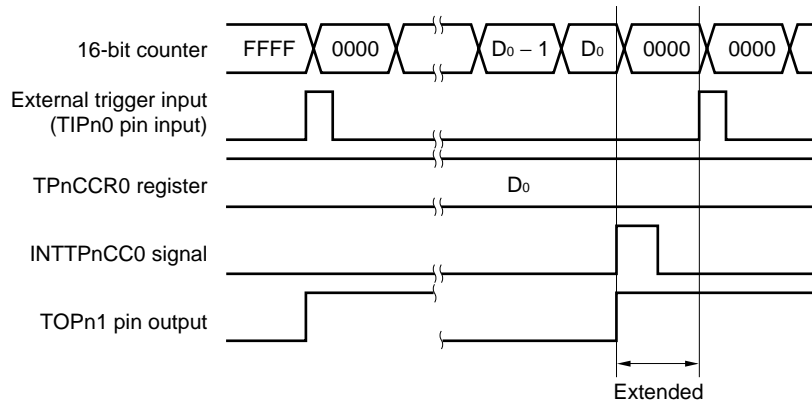 16-bit counter FFFF 0000 D0 − 1 D0 0000 0000
External trigger input
(TIPn0 pin input)
TPnCCR0 register D0
INTTPnCC0 signal
TOPn1 pin output
Extended